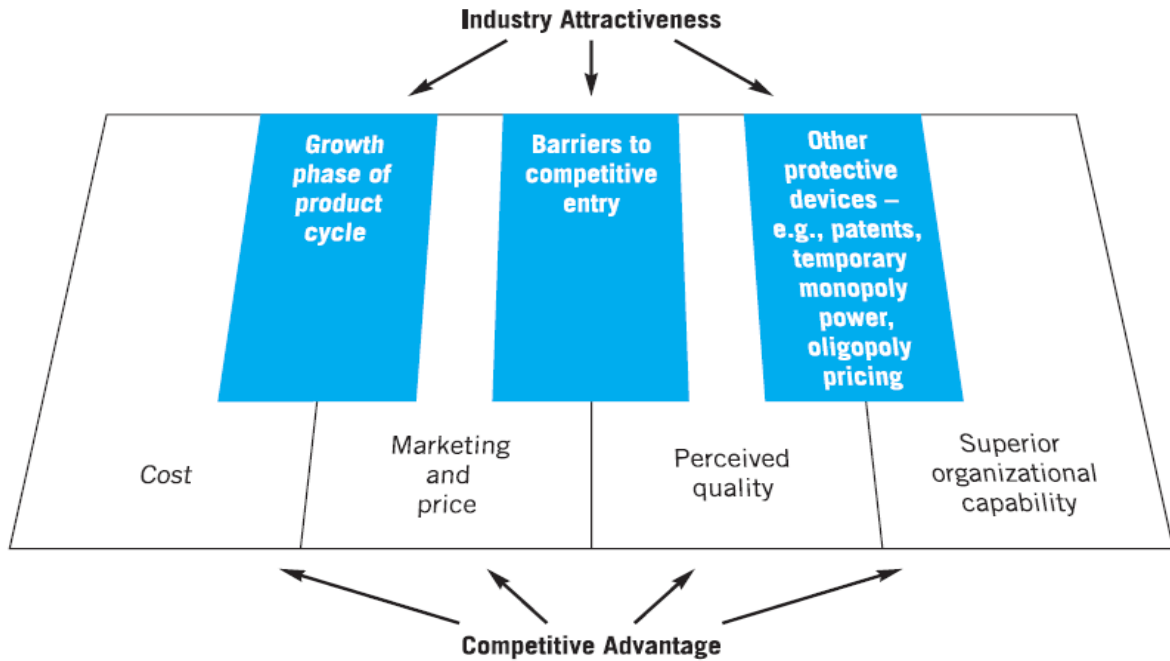 Industry Attractiveness
Growth
phase of
product
cycle
Barriers to
competitive
entry
Other
protective
devices –
e.g., patents,
temporary
monopoly
power,
oligopoly
pricing
Cost
Marketing
and
price
Perceived
quality
Superior
organizational
capability
Competitive Advantage